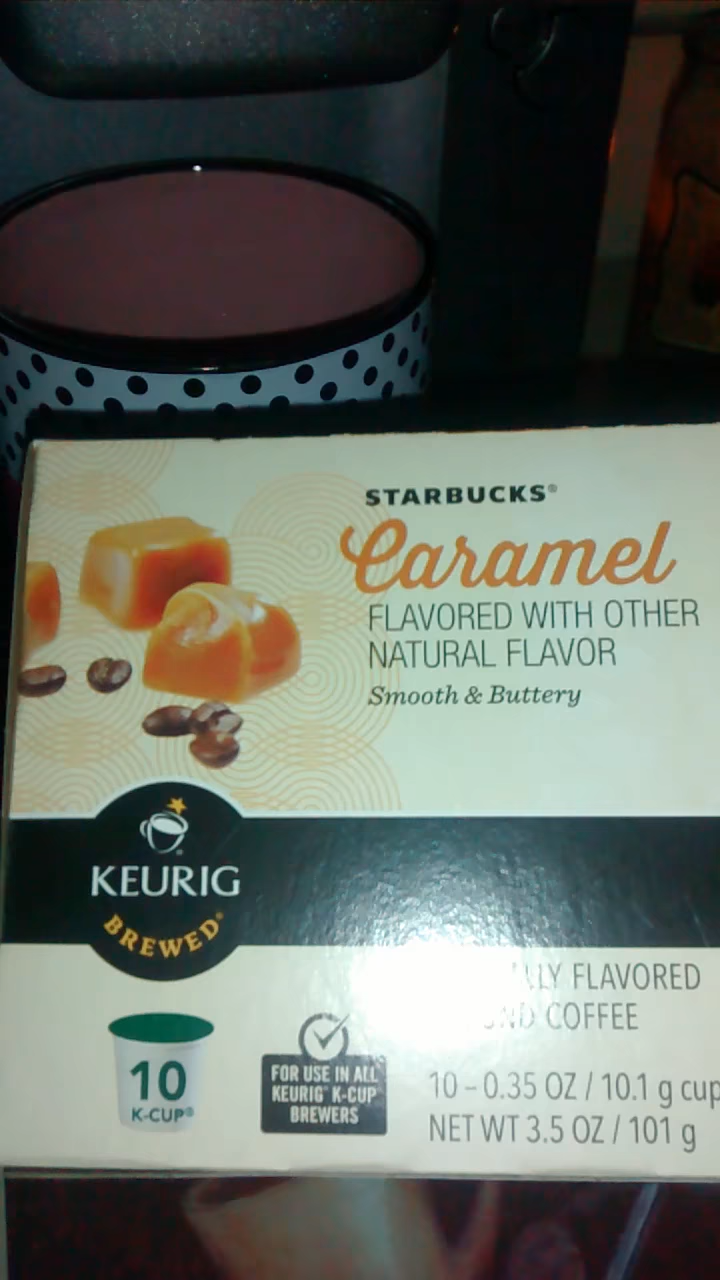 STARBUCKS®
Caramel
FLAVORED WITH OTHER
NATURAL FLAVOR
Smooth & Buttery
KEURIG®
BREWED®
FLAVORED
COFFEE
10
K-CUP®
FOR USE IN ALL
KEURIG® K-CUP®
BREWERS
10 – 0.35 OZ / 10.1 g cup
NET WT 3.5 OZ / 101 g